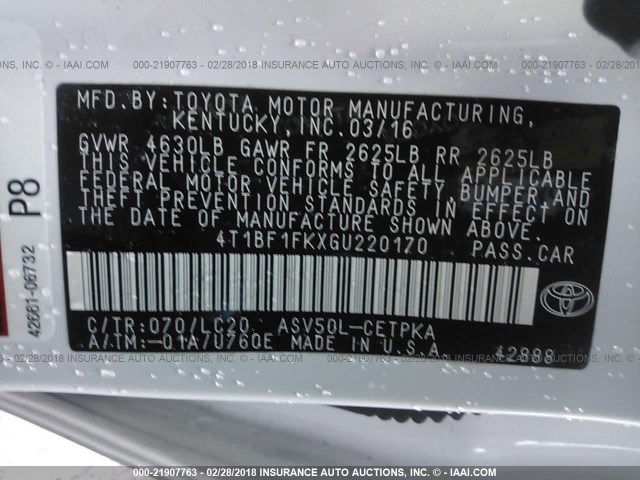 000-21907763 - 02/28/2018 INSURANCE AUTO AUCTIONS - IAAI.COM
MFD.BY:TOYOTA MOTOR MANUFACTURING,
KENTUCKY, INC. 03/16
GVWR 4630LB GAWR FR 2625LB RR 2625LB
THIS VEHICLE CONFORMS TO ALL APPLICABLE
FEDERAL MOTOR VEHICLE SAFETY, BUMPER, AND
THEFT PREVENTION STANDARDS IN EFFECT ON
THE DATE OF MANUFACTURE SHOWN ABOVE.
4T1BF1FKXGU220170 PASS.CAR
C/TR:070/LC20. ASV50L-CETPKA
A/TM:-01A/U760E MADE IN U.S.A
TOYOTA
P8
42661-06732
000-21907763 - 02/28/2018 INSURANCE AUTO AUCTIONS - IAAI.COM